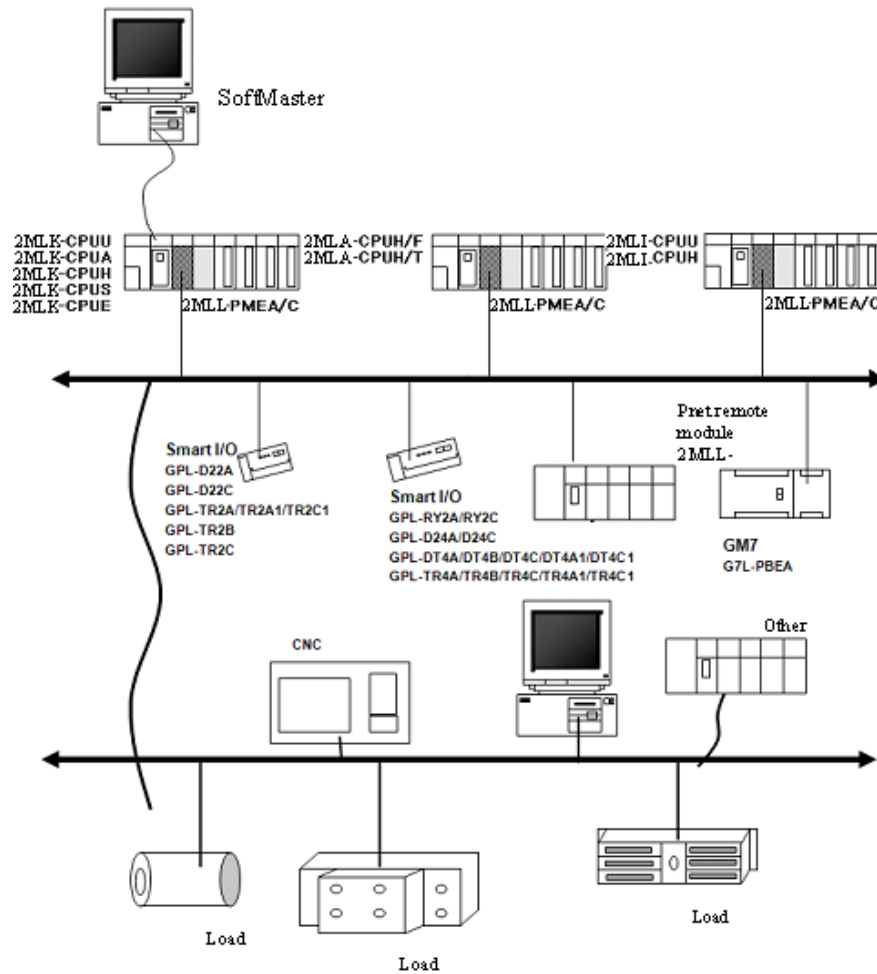 SoftMaster
2MLK-CPUU
2MLK-CPUA
2MLK-CPUH
2MLK-CPUS
2MLK-CPUE
2MLL-PMEA/C
2MLA-CPUH/F
2MLA-CPUH/T
2MLL-PMEA/C
2MLI-CPUU
2MLI-CPUH
2MLL-PMEA/C
Smart I/O
GPL-D22A
GPL-D22C
GPL-TR2A/TR2A1/TR2C1
GPL-TR2B
GPL-TR2C
Smart I/O
GPL-RY2A/RY2C
GPL-D24A/D24C
GPL-DT4A/DT4B/DT4C/DT4A1/DT4C1
GPL-TR4A/TR4B/TR4C/TR4A1/TR4C1
Pnet remote
module
2MLL-
GM7
G7L-PBEA
CNC
Other
Load
Load
Load